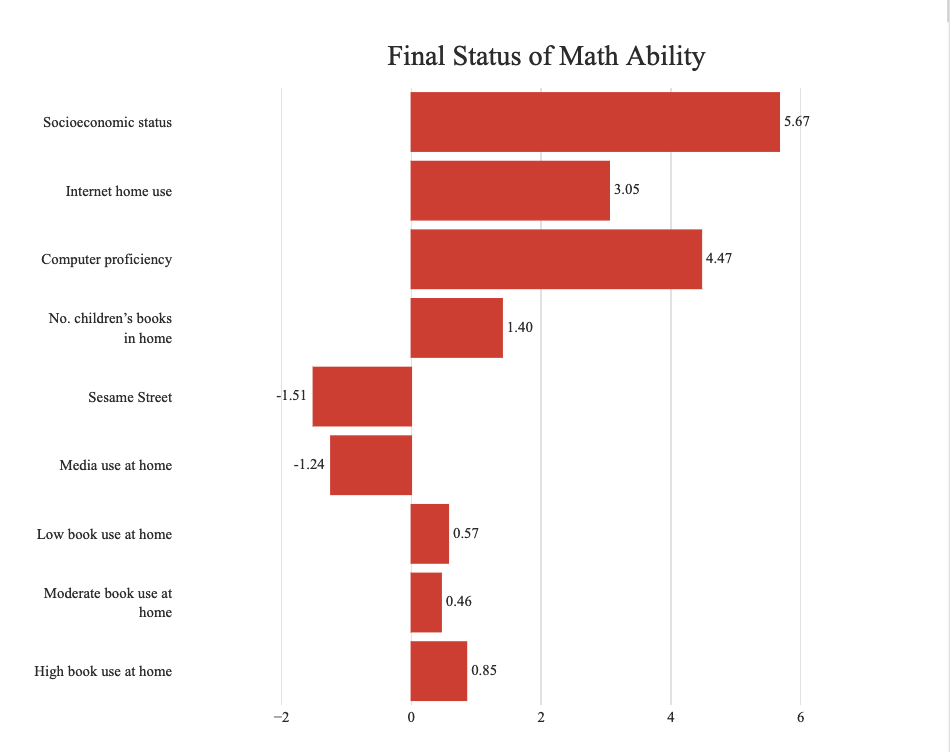 Final Status of Math Ability
Socioeconomic status
5.67
Internet home use
3.05
Computer proficiency
4.47
No. children’s books
in home
1.40
Sesame Street
-1.51
Media use at home
-1.24
Low book use at home
0.57
Moderate book use at
home
0.46
High book use at home
0.85
−2 0 2 4 6